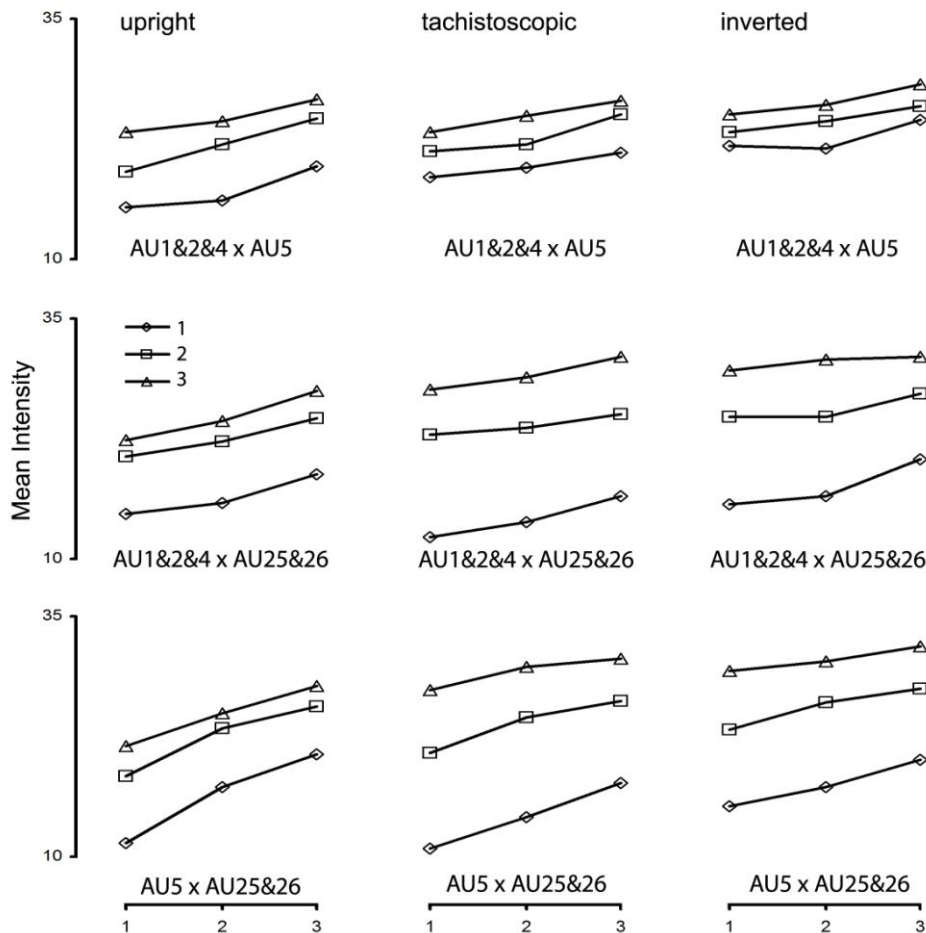 35
upright
tachistoscopic
inverted
10
AU1&2&4 x AU5
AU1&2&4 x AU5
AU1&2&4 x AU5
Mean Intensity
35
1
2
3
10
AU1&2&4 x AU25&26
AU1&2&4 x AU25&26
AU1&2&4 x AU25&26
35
10
AU5 x AU25&26
AU5 x AU25&26
AU5 x AU25&26
1 2 3
1 2 3
1 2 3